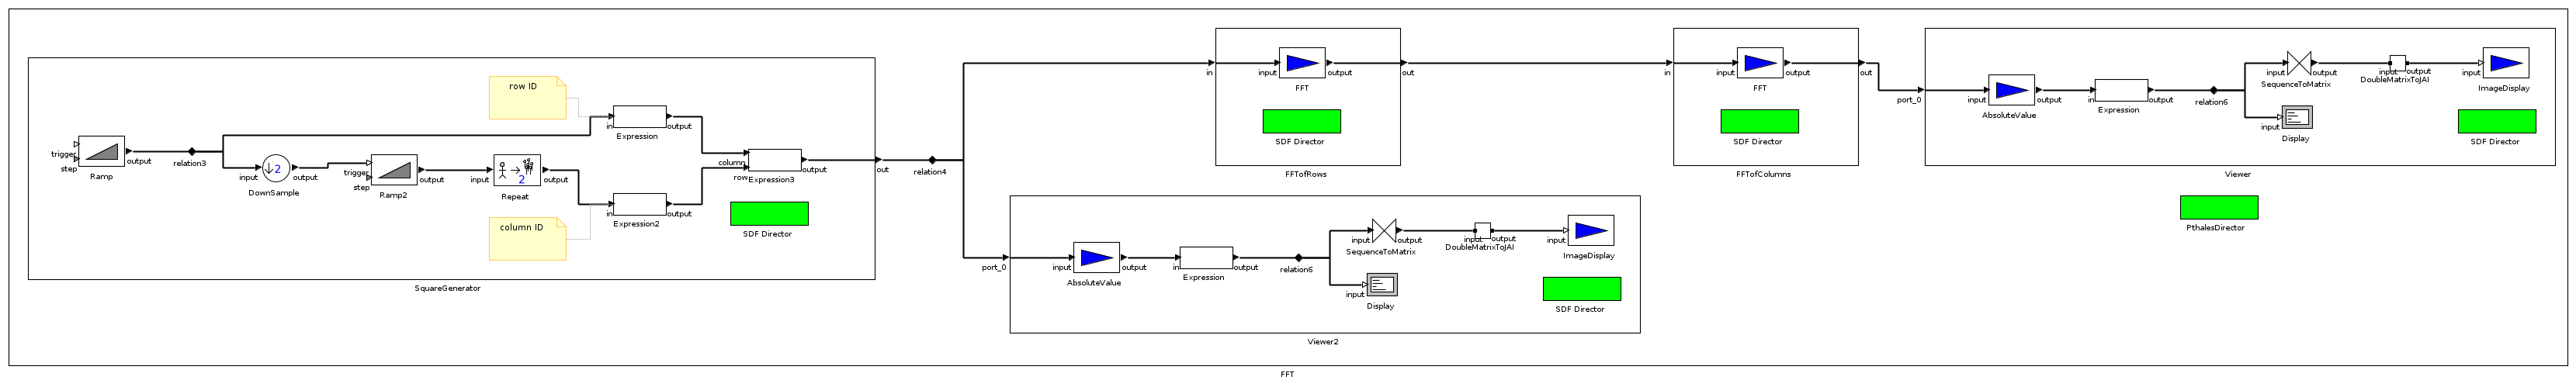 row ID
in
Expression
output
trigger
step
Ramp
output
relation3
input
2
DownSample
output
trigger
step
Ramp2
output
input
2
Repeat
output
column
row
Expression3
output
in
Expression2
output
column ID
SDF Director
out
SquareGenerator
relation4
in
input
FFT
output
out
SDF Director
FFTofRows
in
input
FFT
output
out
SDF Director
FFTofColumns
port_0
input
AbsoluteValue
output
in
Expression
output
relation6
input
SequenceToMatrix
output
input
DoubleMatrixToJAI
output
input
ImageDisplay
input
Display
SDF Director
Viewer
PthalesDirector
port_0
input
AbsoluteValue
output
in
Expression
output
relation6
input
SequenceToMatrix
output
input
DoubleMatrixToJAI
output
input
ImageDisplay
input
Display
SDF Director
Viewer2
FFT